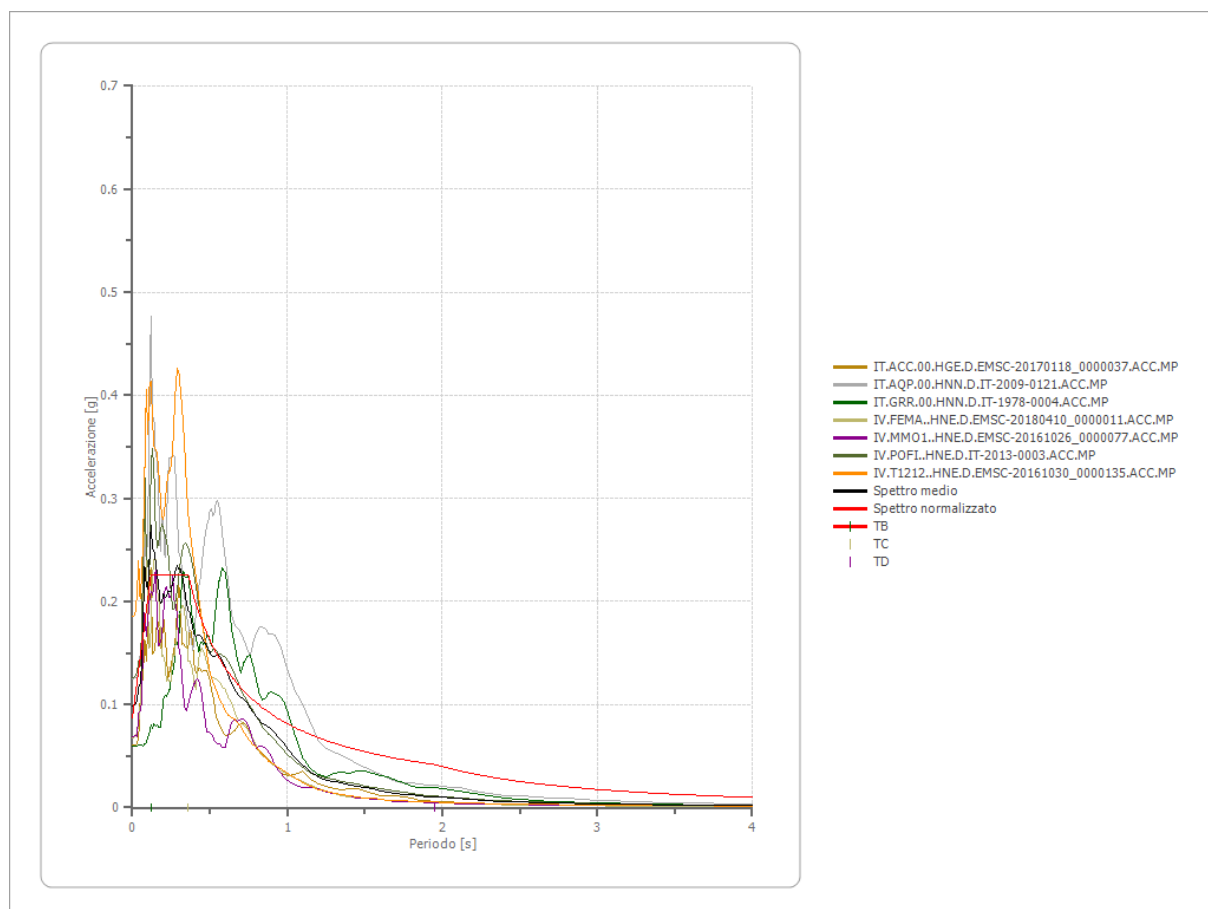 0.7
0.6
0.5
0.4
0.3
0.2
0.1
0
Accelerazione [g]
0
1
2
3
4
Periodo [s]
IT.ACC.00.HGE.D.EMSC-20170118_0000037.ACC.MP
IT.AQP.00.HNN.D.IT-2009-0121.ACC.MP
IT.GRR.00.HNN.D.IT-1978-0004.ACC.MP
IV.FEMA..HNE.D.EMSC-20180410_0000011.ACC.MP
IV.MMO1..HNE.D.EMSC-20161026_0000077.ACC.MP
IV.POFI..HNE.D.IT-2013-0003.ACC.MP
IV.T1212..HNE.D.EMSC-20161030_0000135.ACC.MP
Spettro medio
Spettro normalizzato
TB
TC
TD